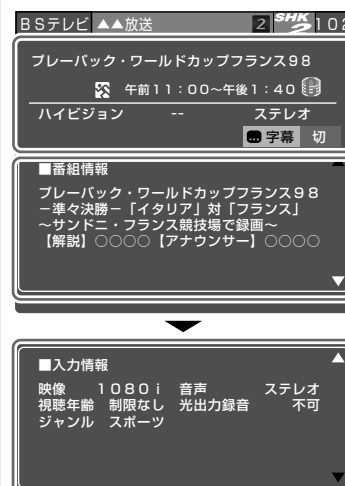 BSテレビ ▲▲放送 2 SHK2 102
プレーバック・ワールドカップフランス98
午前11:00~午後1:40
ハイビジョン -- ステレオ
字幕 切
■番組情報
プレーバック・ワールドカップフランス98
-準々決勝-「イタリア」対「フランス」
~サンドニ・フランス競技場で録画~
【解説】○○○○【アナウンサー】○○○○
■入力情報
映像 1080i 音声 ステレオ
視聴年齢 制限なし 光出力録音 不可
ジャンル スポーツ